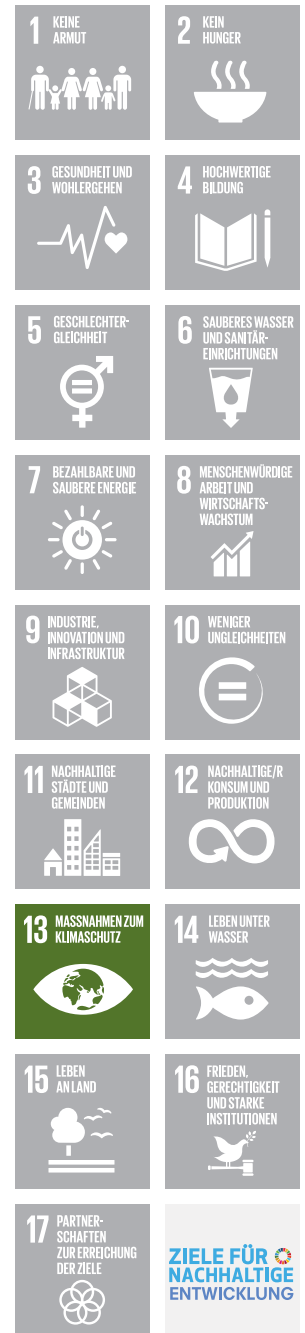 1 KEINE
ARMUT
2 KEIN
HUNGER
3 GESUNDHEIT UND
WOHLERGEHEN
4 HOCHWERTIGE
BILDUNG
5 GESCHLECHTER-
GLEICHHEIT
6 SAUBERES WASSER
UND SANITÄR-
EINRICHTUNGEN
7 BEZAHLBARE UND
SAUBERE ENERGIE
8 MENSCHENWÜRDIGE
ARBEIT UND
WIRTSCHAFTS-
WACHSTUM
9 INDUSTRIE,
INNOVATION UND
INFRASTRUKTUR
10 WENIGER
UNGLEICHHEITEN
11 NACHHALTIGE
STÄDTE UND
GEMEINDEN
12 NACHHALTIGE/R
KONSUM UND
PRODUKTION
13 MASSNAHMEN ZUM
KLIMASCHUTZ
14 LEBEN UNTER
WASSER
15 LEBEN
AN LAND
16 FRIEDEN,
GERECHTIGKEIT
UND STARKE
INSTITUTIONEN
17 PARTNER-
SCHAFTEN
ZUR ERREICHUNG
DER ZIELE
ZIELE FÜR
NACHHALTIGE
ENTWICKLUNG